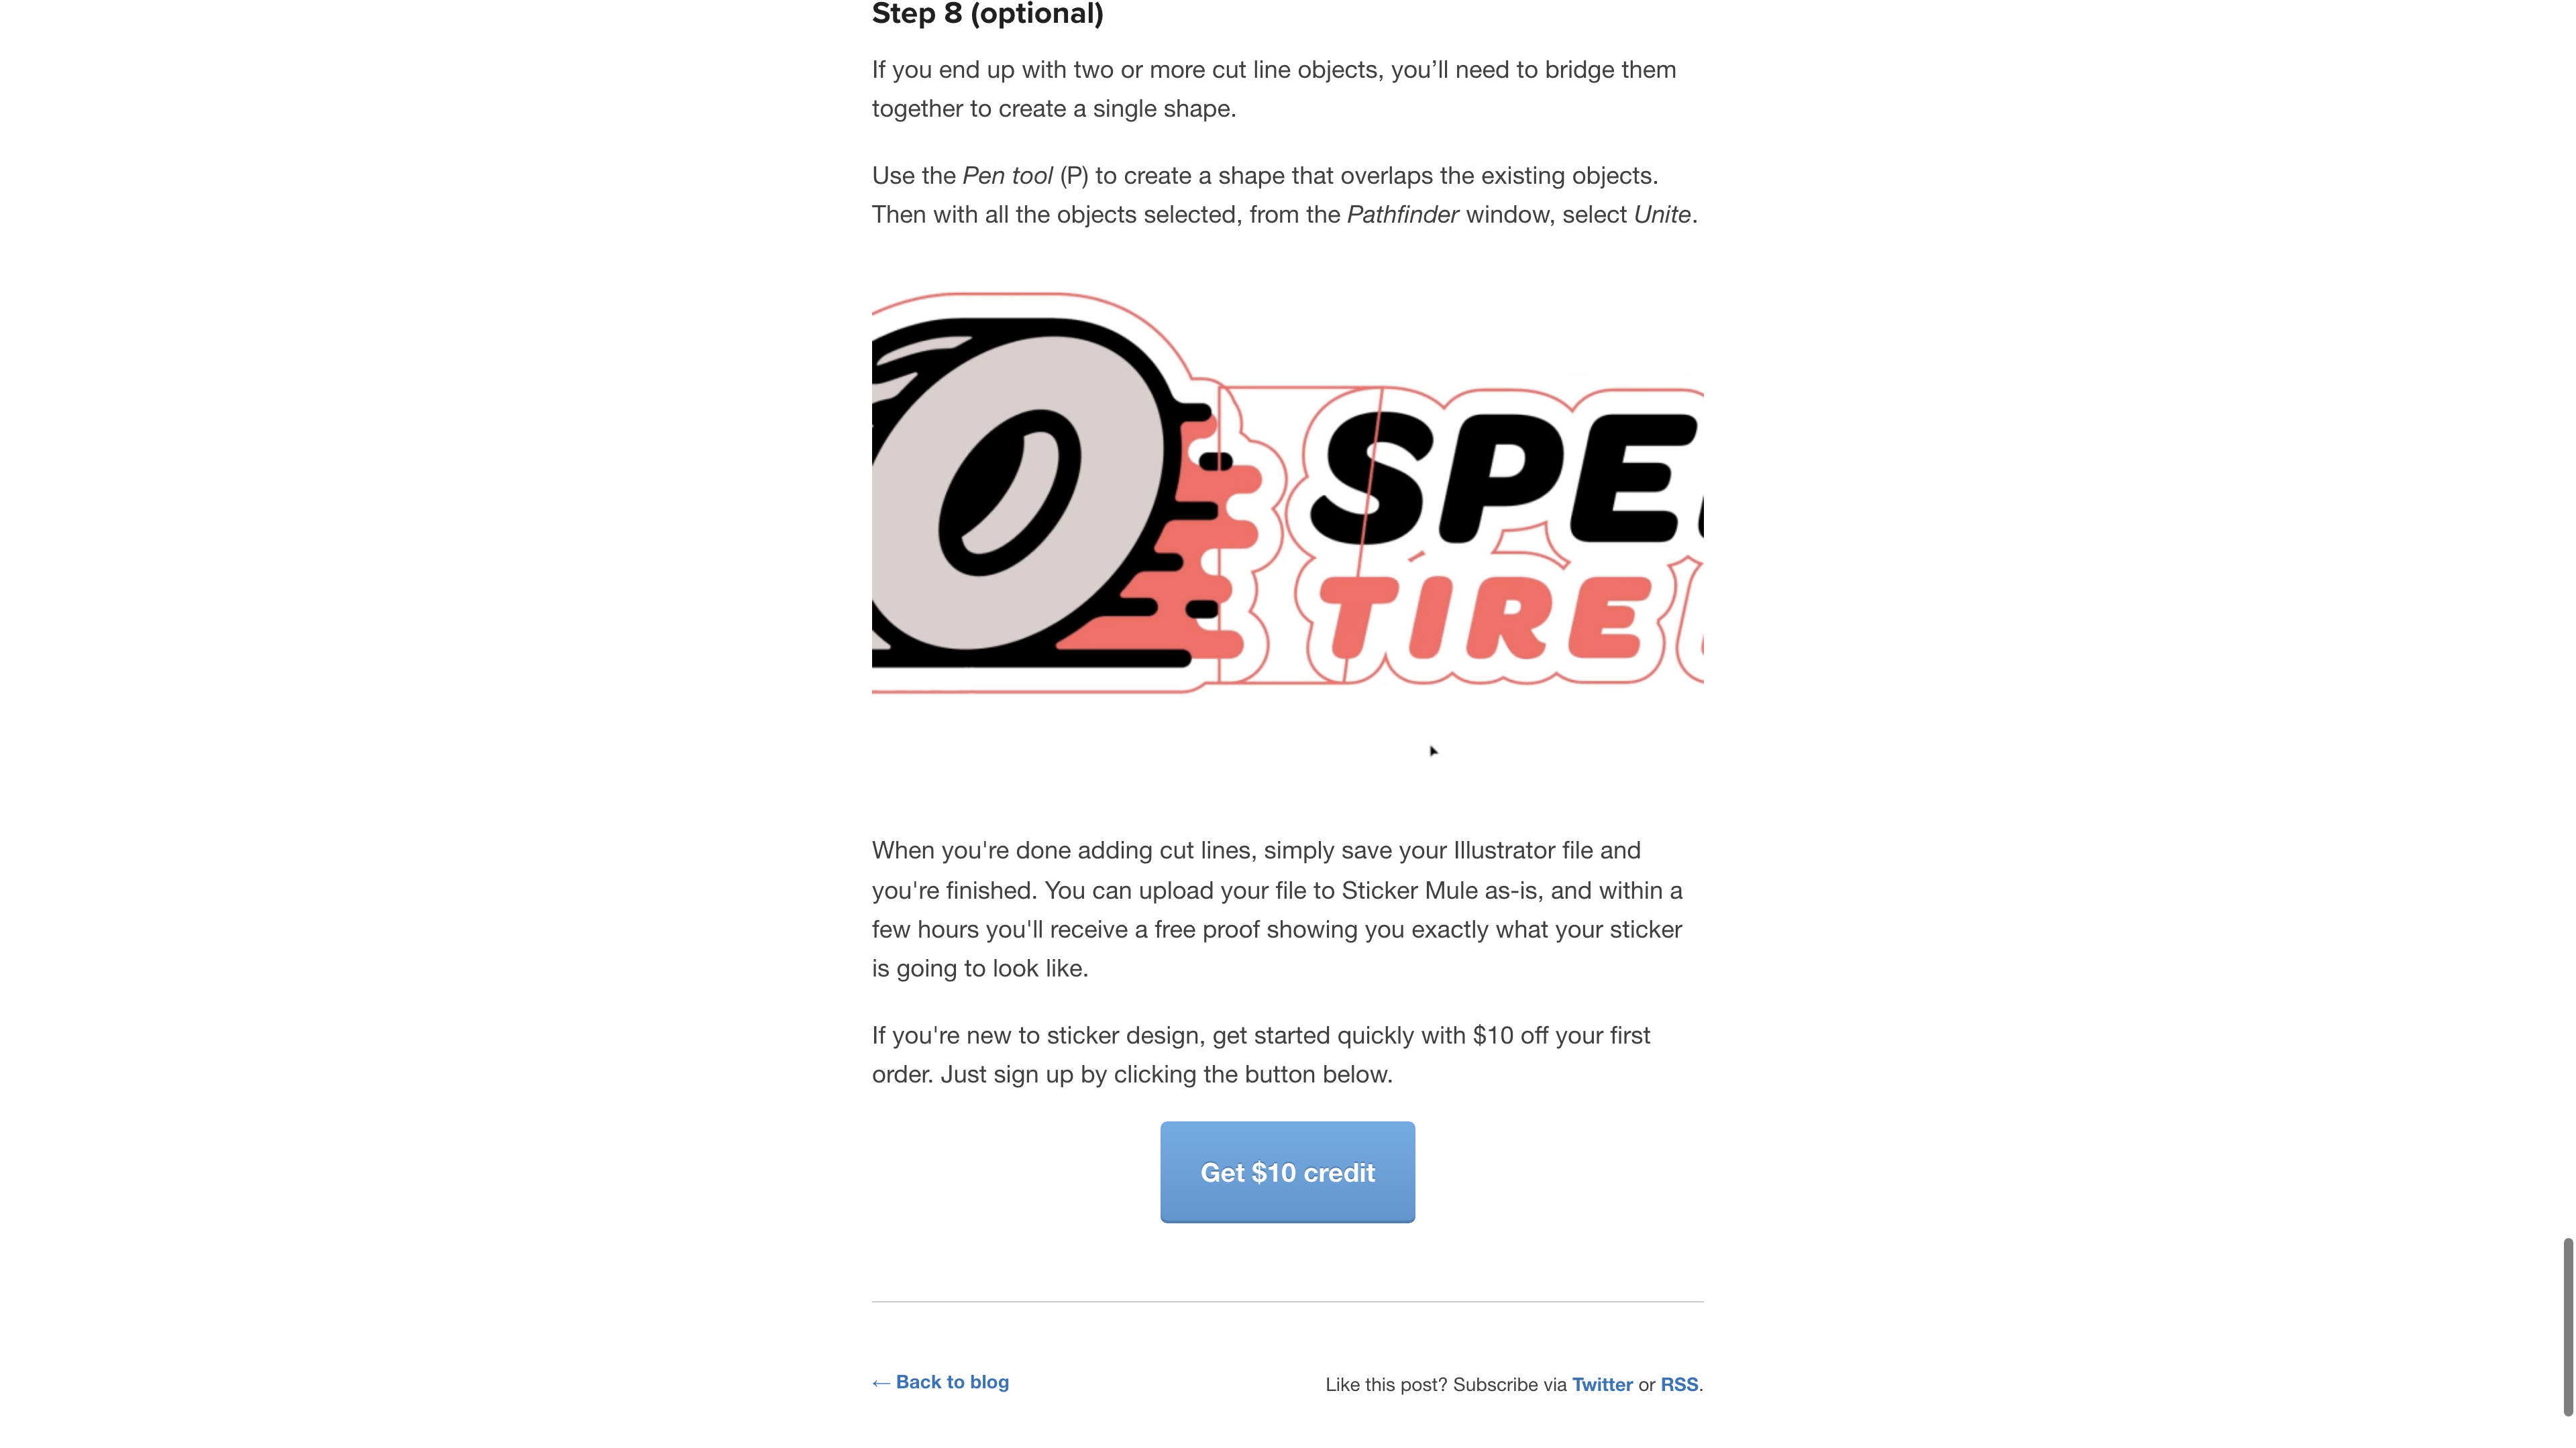 Step 8 (optional)
If you end up with two or more cut line objects, you’ll need to bridge them
together to create a single shape.
Use the Pen tool (P) to create a shape that overlaps the existing objects.
Then with all the objects selected, from the Pathfinder window, select Unite.
SPE
TIRE
When you're done adding cut lines, simply save your Illustrator file and
you're finished. You can upload your file to Sticker Mule as-is, and within a
few hours you'll receive a free proof showing you exactly what your sticker
is going to look like.
If you're new to sticker design, get started quickly with $10 off your first
order. Just sign up by clicking the button below.
Get $10 credit
← Back to blog
Like this post? Subscribe via Twitter or RSS.